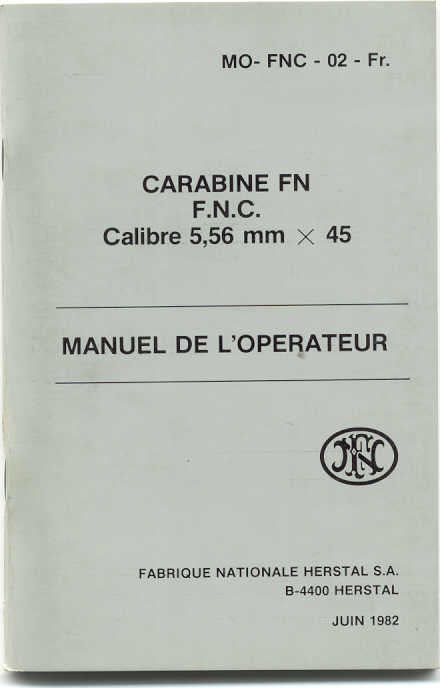 MO- FNC - 02 - Fr.
CARABINE FN
F.N.C.
Calibre 5,56 mm × 45
MANUEL DE L'OPERATEUR
FN
FABRIQUE NATIONALE HERSTAL S.A.
B-4400 HERSTAL
JUIN 1982